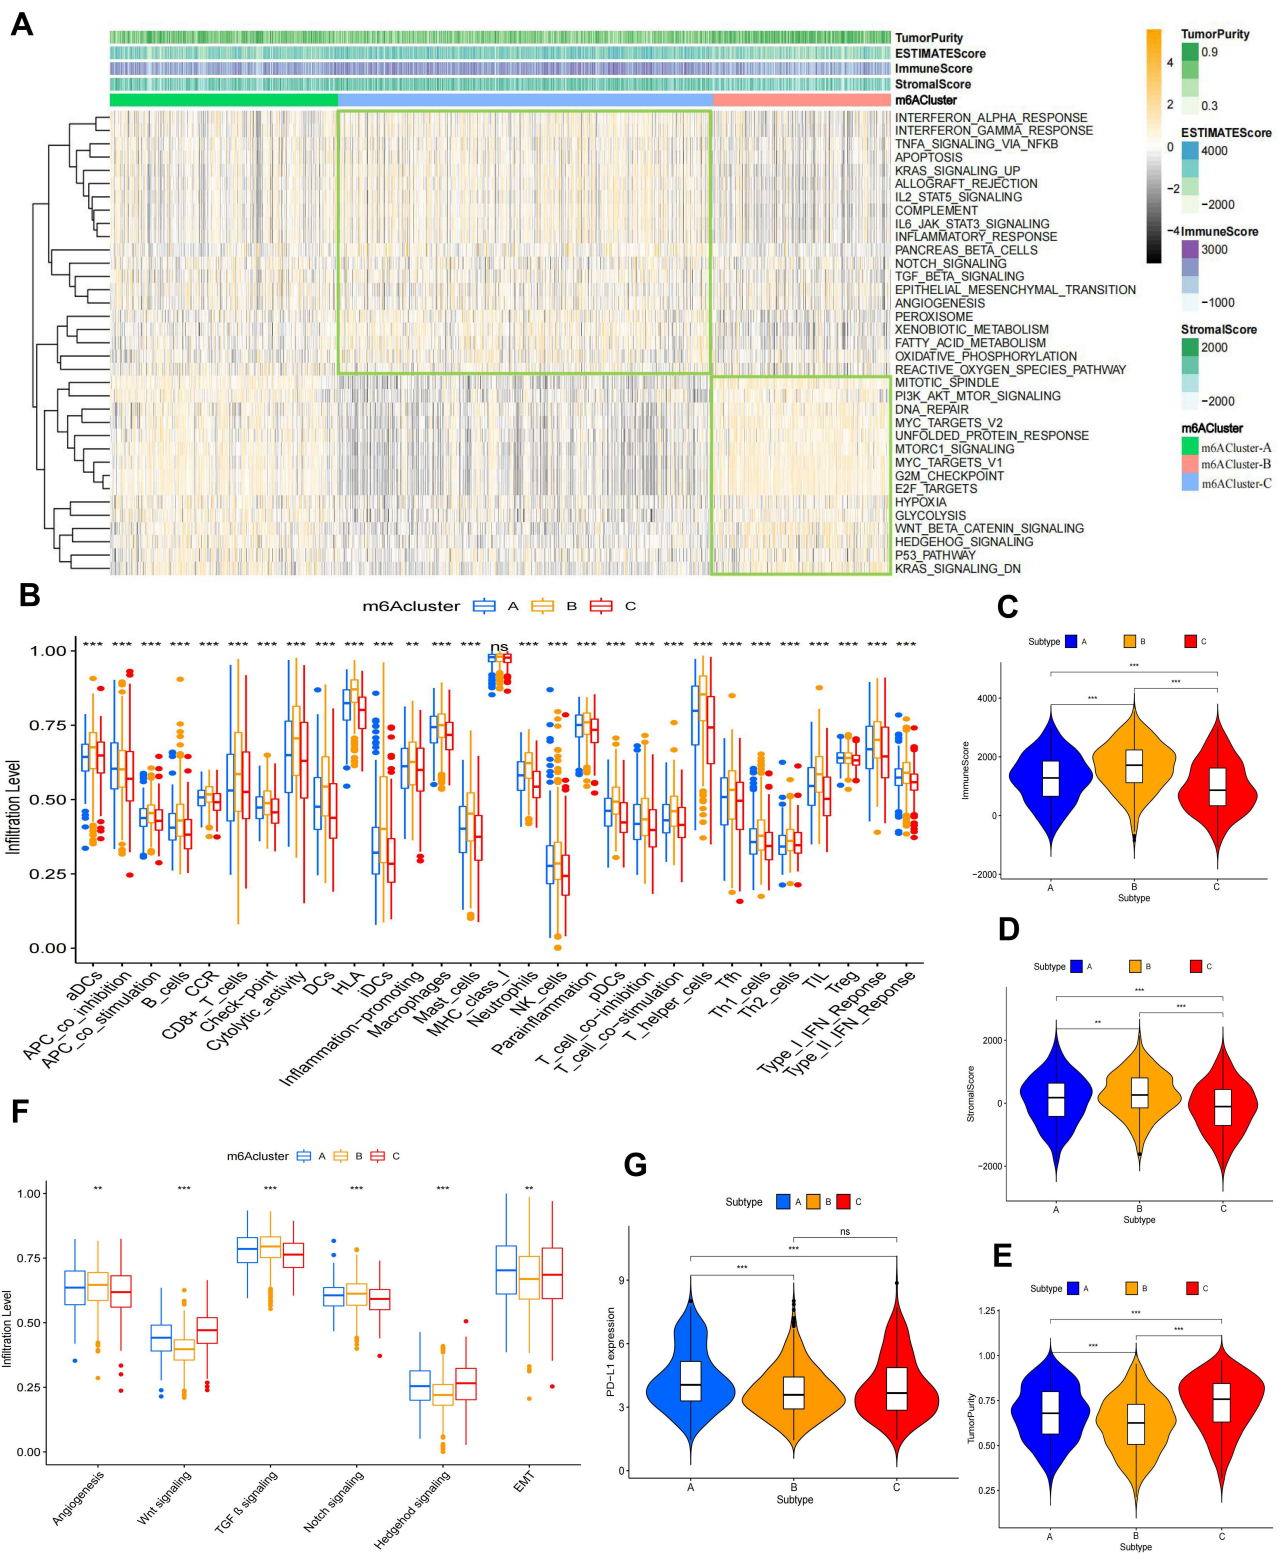 A
TumorPurity
ESTIMATEScore
ImmuneScore
StromalScore
m6ACluster
INTERFERON_ALPHA_RESPONSE
INTERFERON_GAMMA_RESPONSE
TNFA_SIGNALING_VIA_NFKB
APOPTOSIS
KRAS_SIGNALING_UP
ALLOGRAFT_REJECTION
IL2_STAT5_SIGNALING
COMPLEMENT
IL6_JAK_STAT3_SIGNALING
INFLAMMATORY_RESPONSE
PANCREAS_BETA_CELLS
NOTCH_SIGNALING
TGF_BETA_SIGNALING
EPITHELIAL_MESENCHYMAL_TRANSITION
ANGIOGENESIS
PEROXISOME
XENOBIOTIC_METABOLISM
FATTY_ACID_METABOLISM
OXIDATIVE_PHOSPHORYLATION
REACTIVE_OXYGEN_SPECIES_PATHWAY
MITOTIC_SPINDLE
PI3K_AKT_MTOR_SIGNALING
DNA_REPAIR
MYC_TARGETS_V2
UNFOLDED_PROTEIN_RESPONSE
MTORC1_SIGNALING
MYC_TARGETS_V1
G2M_CHECKPOINT
E2F_TARGETS
HYPOXIA
GLYCOLYSIS
WNT_BETA_CATENIN_SIGNALING
HEDGEHOG_SIGNALING
P53_PATHWAY
KRAS_SIGNALING_DN
4
2
0
−2
−4
TumorPurity
0.9
0.3
ESTIMATEScore
4000
−2000
ImmuneScore
3000
−1000
StromalScore
2000
−2000
m6ACluster
m6ACluster-A
m6ACluster-B
m6ACluster-C
B
m6Acluster A B C
*** *** *** *** *** *** *** *** *** *** *** ** *** *** ns *** *** *** *** *** *** *** *** *** *** *** *** *** ***
Infiltration Level
1.00
0.75
0.50
0.25
0.00
aDCs
APC_co_inhibition
APC_co_stimulation
B_cells
CCR
CD8+_T_cells
Check-point
Cytolytic_activity
DCs
HLA
iDCs
Inflammation-promoting
Macrophages
Mast_cells
MHC_class_I
Neutrophils
NK_cells
Parainflammation
pDCs
T_cell_co-inhibition
T_cell_co-stimulation
T_helper_cells
Tfh
Th1_cells
Th2_cells
TIL
Treg
Type_I_IFN_Reponse
Type_II_IFN_Reponse
C
Subtype A B C
***
***
***
ImmuneScore
4000
2000
0
−2000
A B C
Subtype
D
Subtype A B C
***
***
**
StromalScore
2000
0
−2000
A B C
Subtype
E
Subtype A B C
***
***
***
TumorPurity
1.25
1.00
0.75
0.50
0.25
A B C
Subtype
F
m6Acluster A B C
** *** *** *** *** **
Infiltration Level
1.00
0.75
0.50
0.25
0.00
Angiogenesis
Wnt signaling
TGF ß signaling
Notch signaling
Hedgehod signaling
EMT
G
Subtype A B C
ns
***
***
PD−L1 expression
9
6
3
0
A B C
Subtype